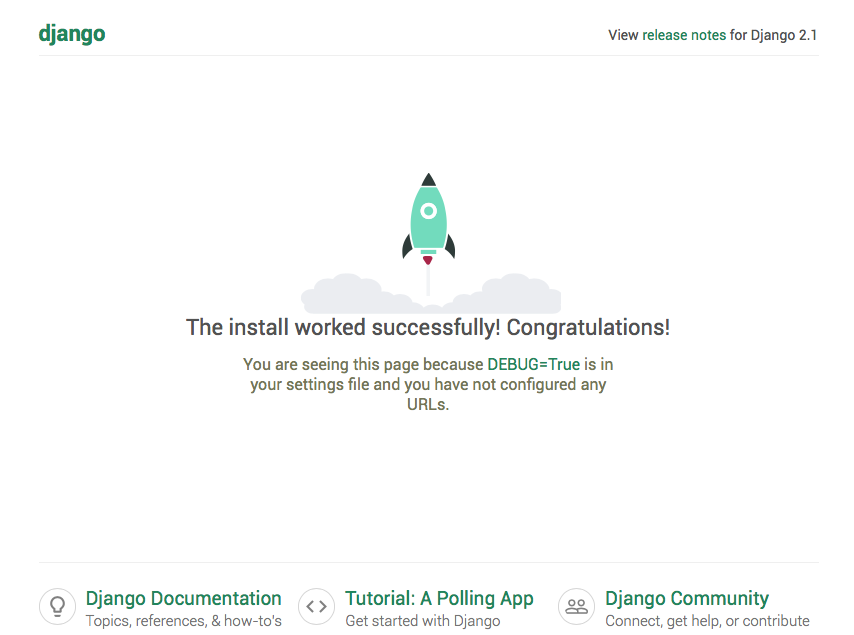 django
View release notes for Django 2.1
The install worked successfully! Congratulations!
You are seeing this page because DEBUG=True is in
your settings file and you have not configured any
URLs.
Django Documentation
Topics, references, & how-to's
Tutorial: A Polling App
Get started with Django
Django Community
Connect, get help, or contribute